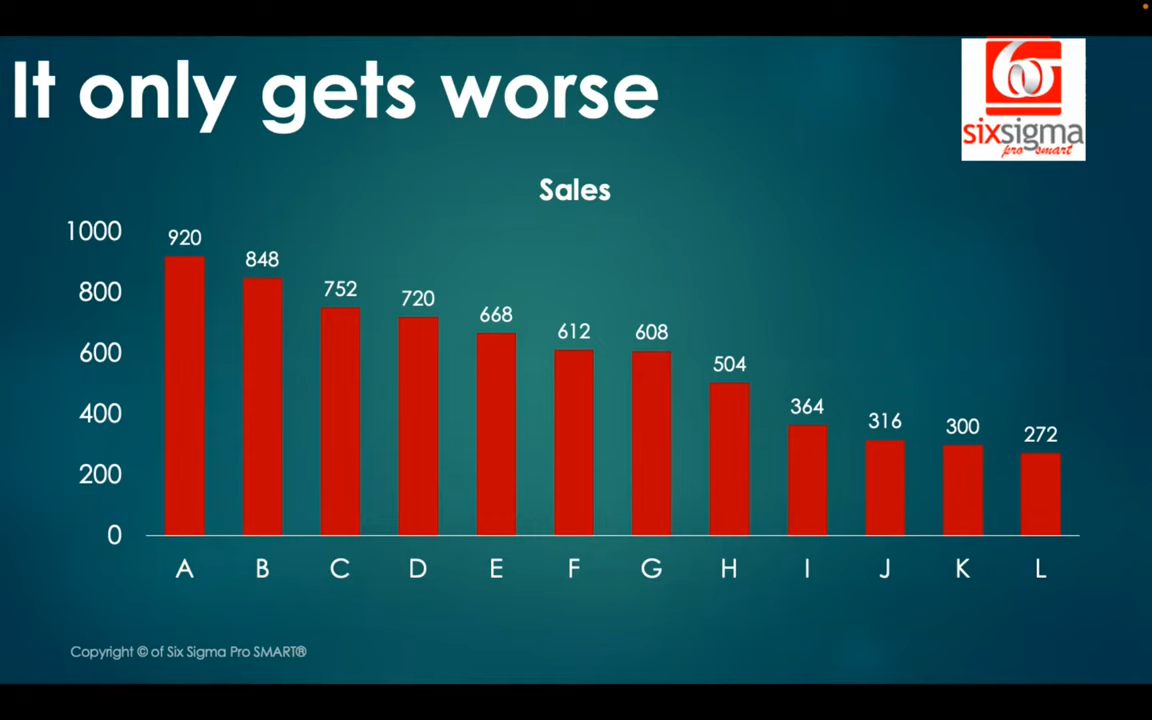 It only gets worse
6σ
sixsigma
pro smart
Sales
1000
800
600
400
200
0
920
848
752
720
668
612
608
504
364
316
300
272
A B C D E F G H I J K L
Copyright © of Six Sigma Pro SMART®